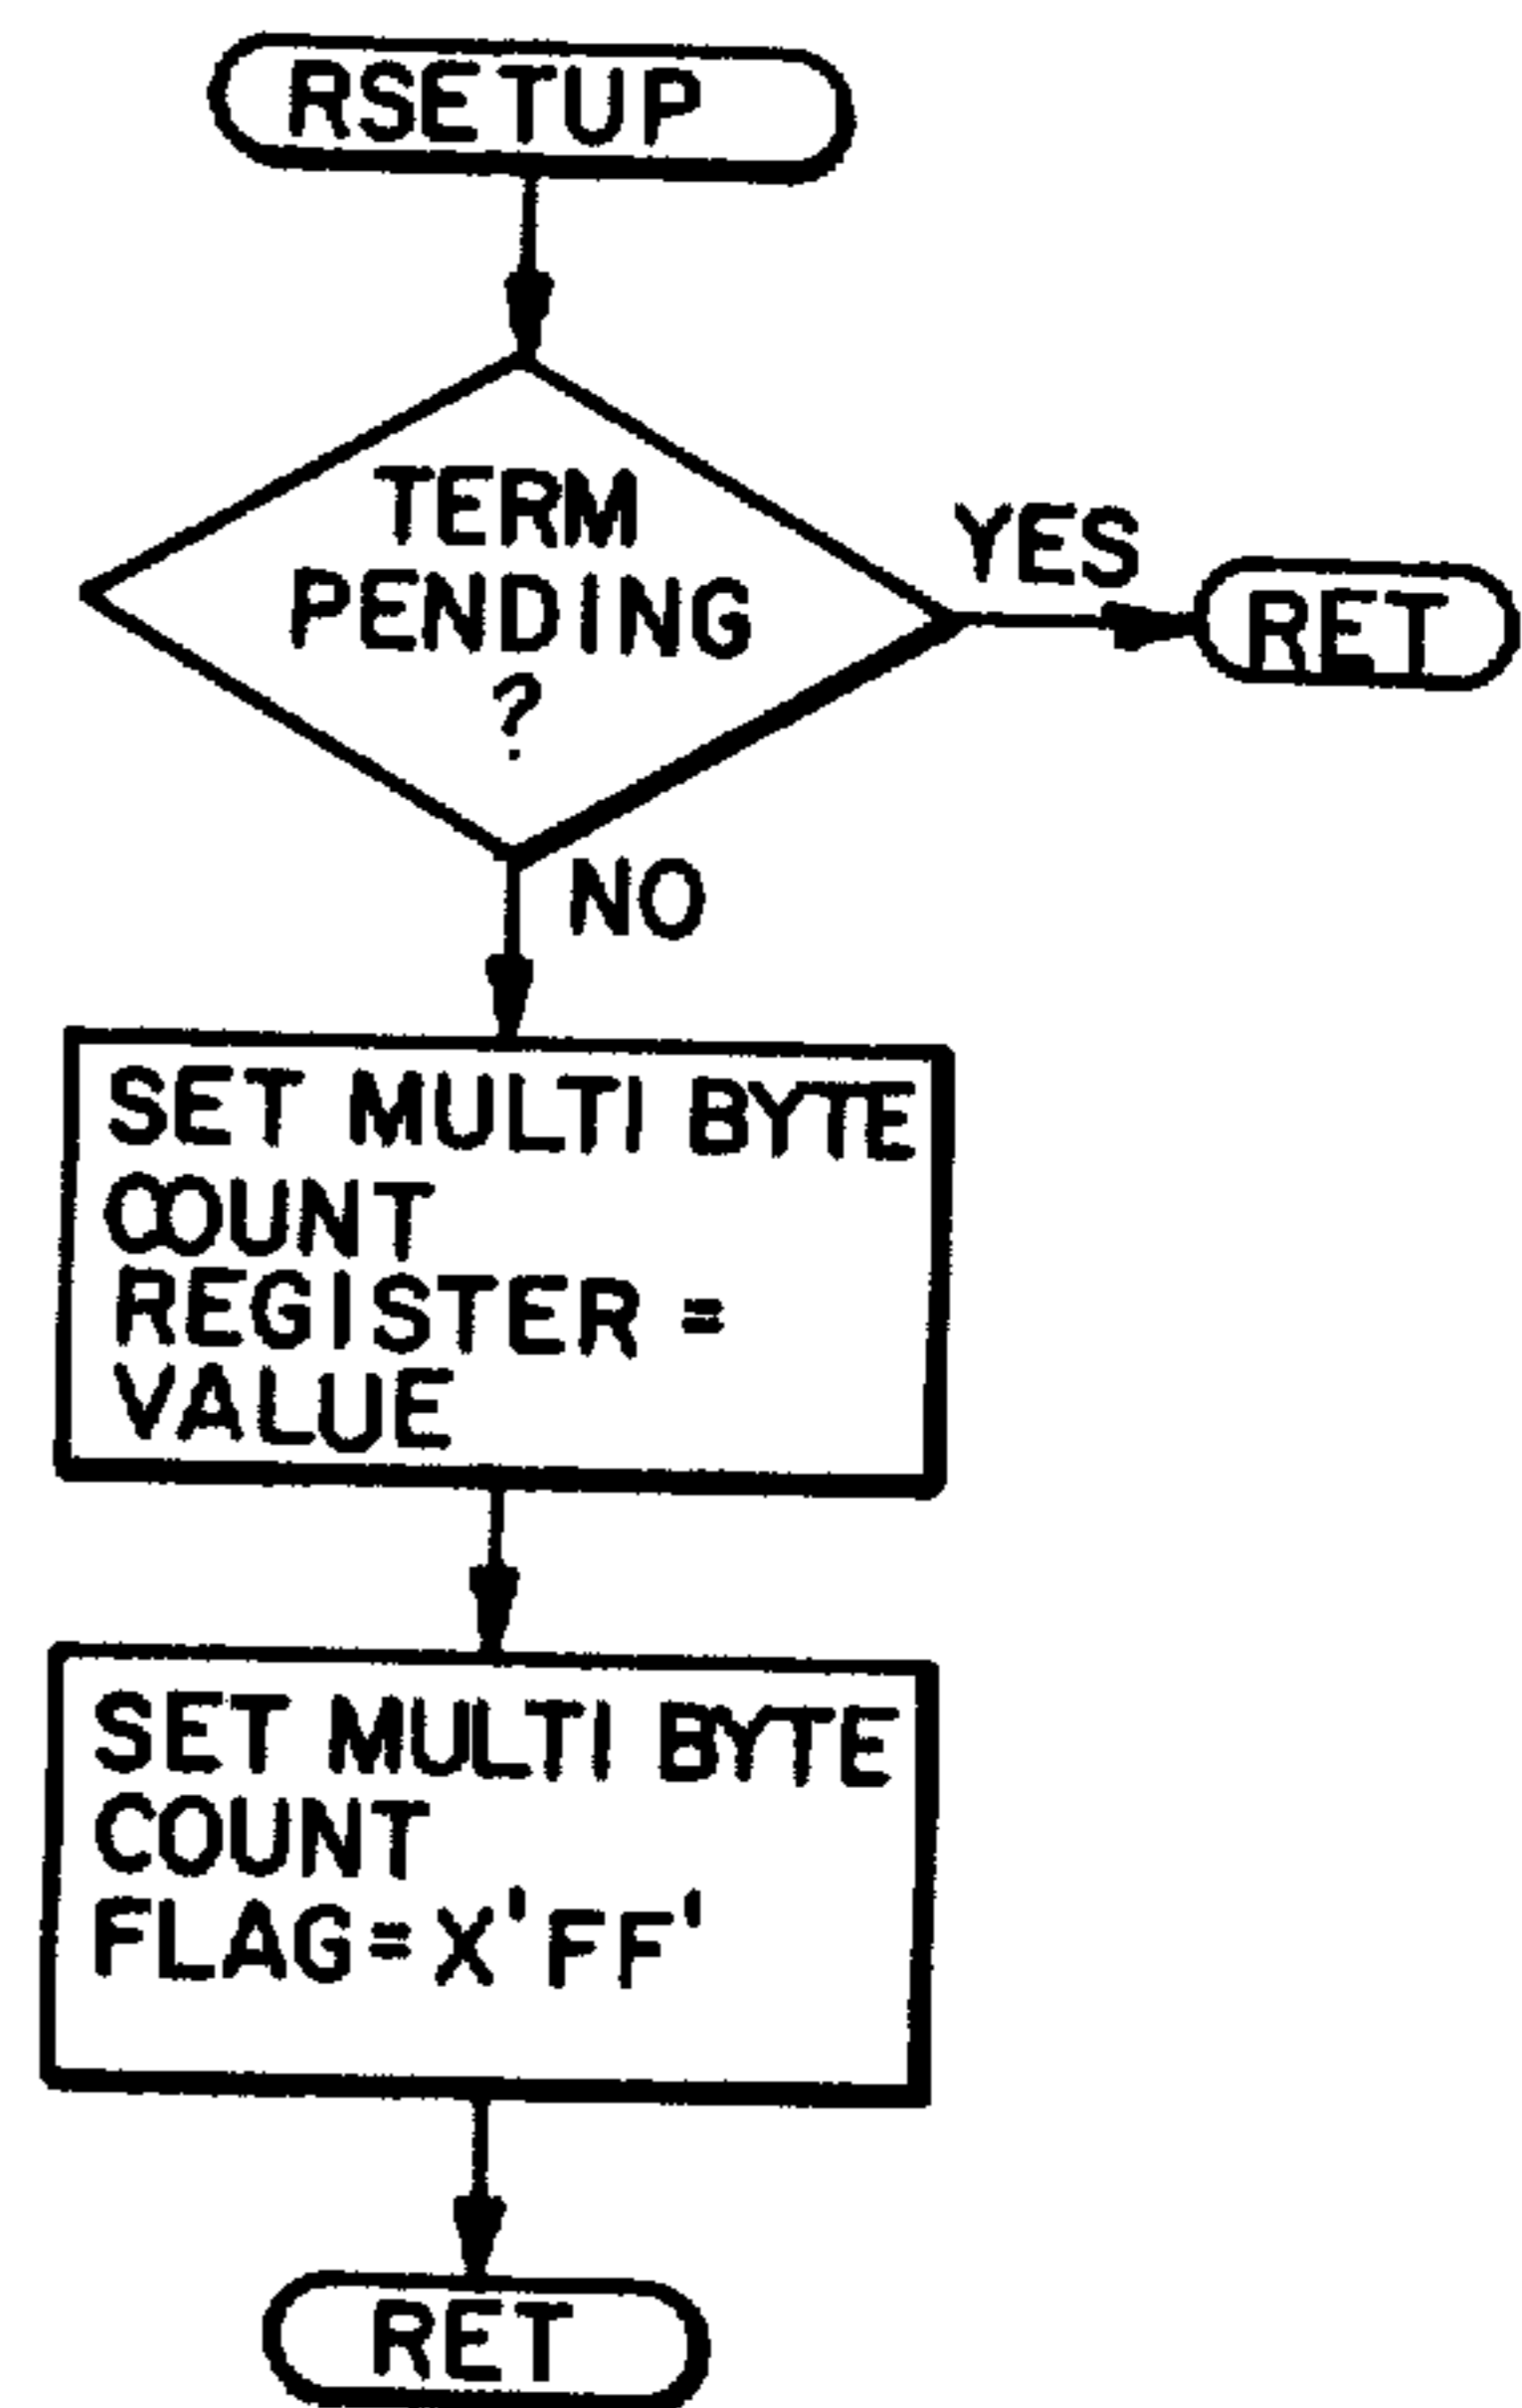 RSETUP
TERM
PENDING
?
YES
RET
NO
SET MULTI BYTE
COUNT
REGISTER =
VALUE
SET MULTI BYTE
COUNT
FLAG=X'FF'
RET